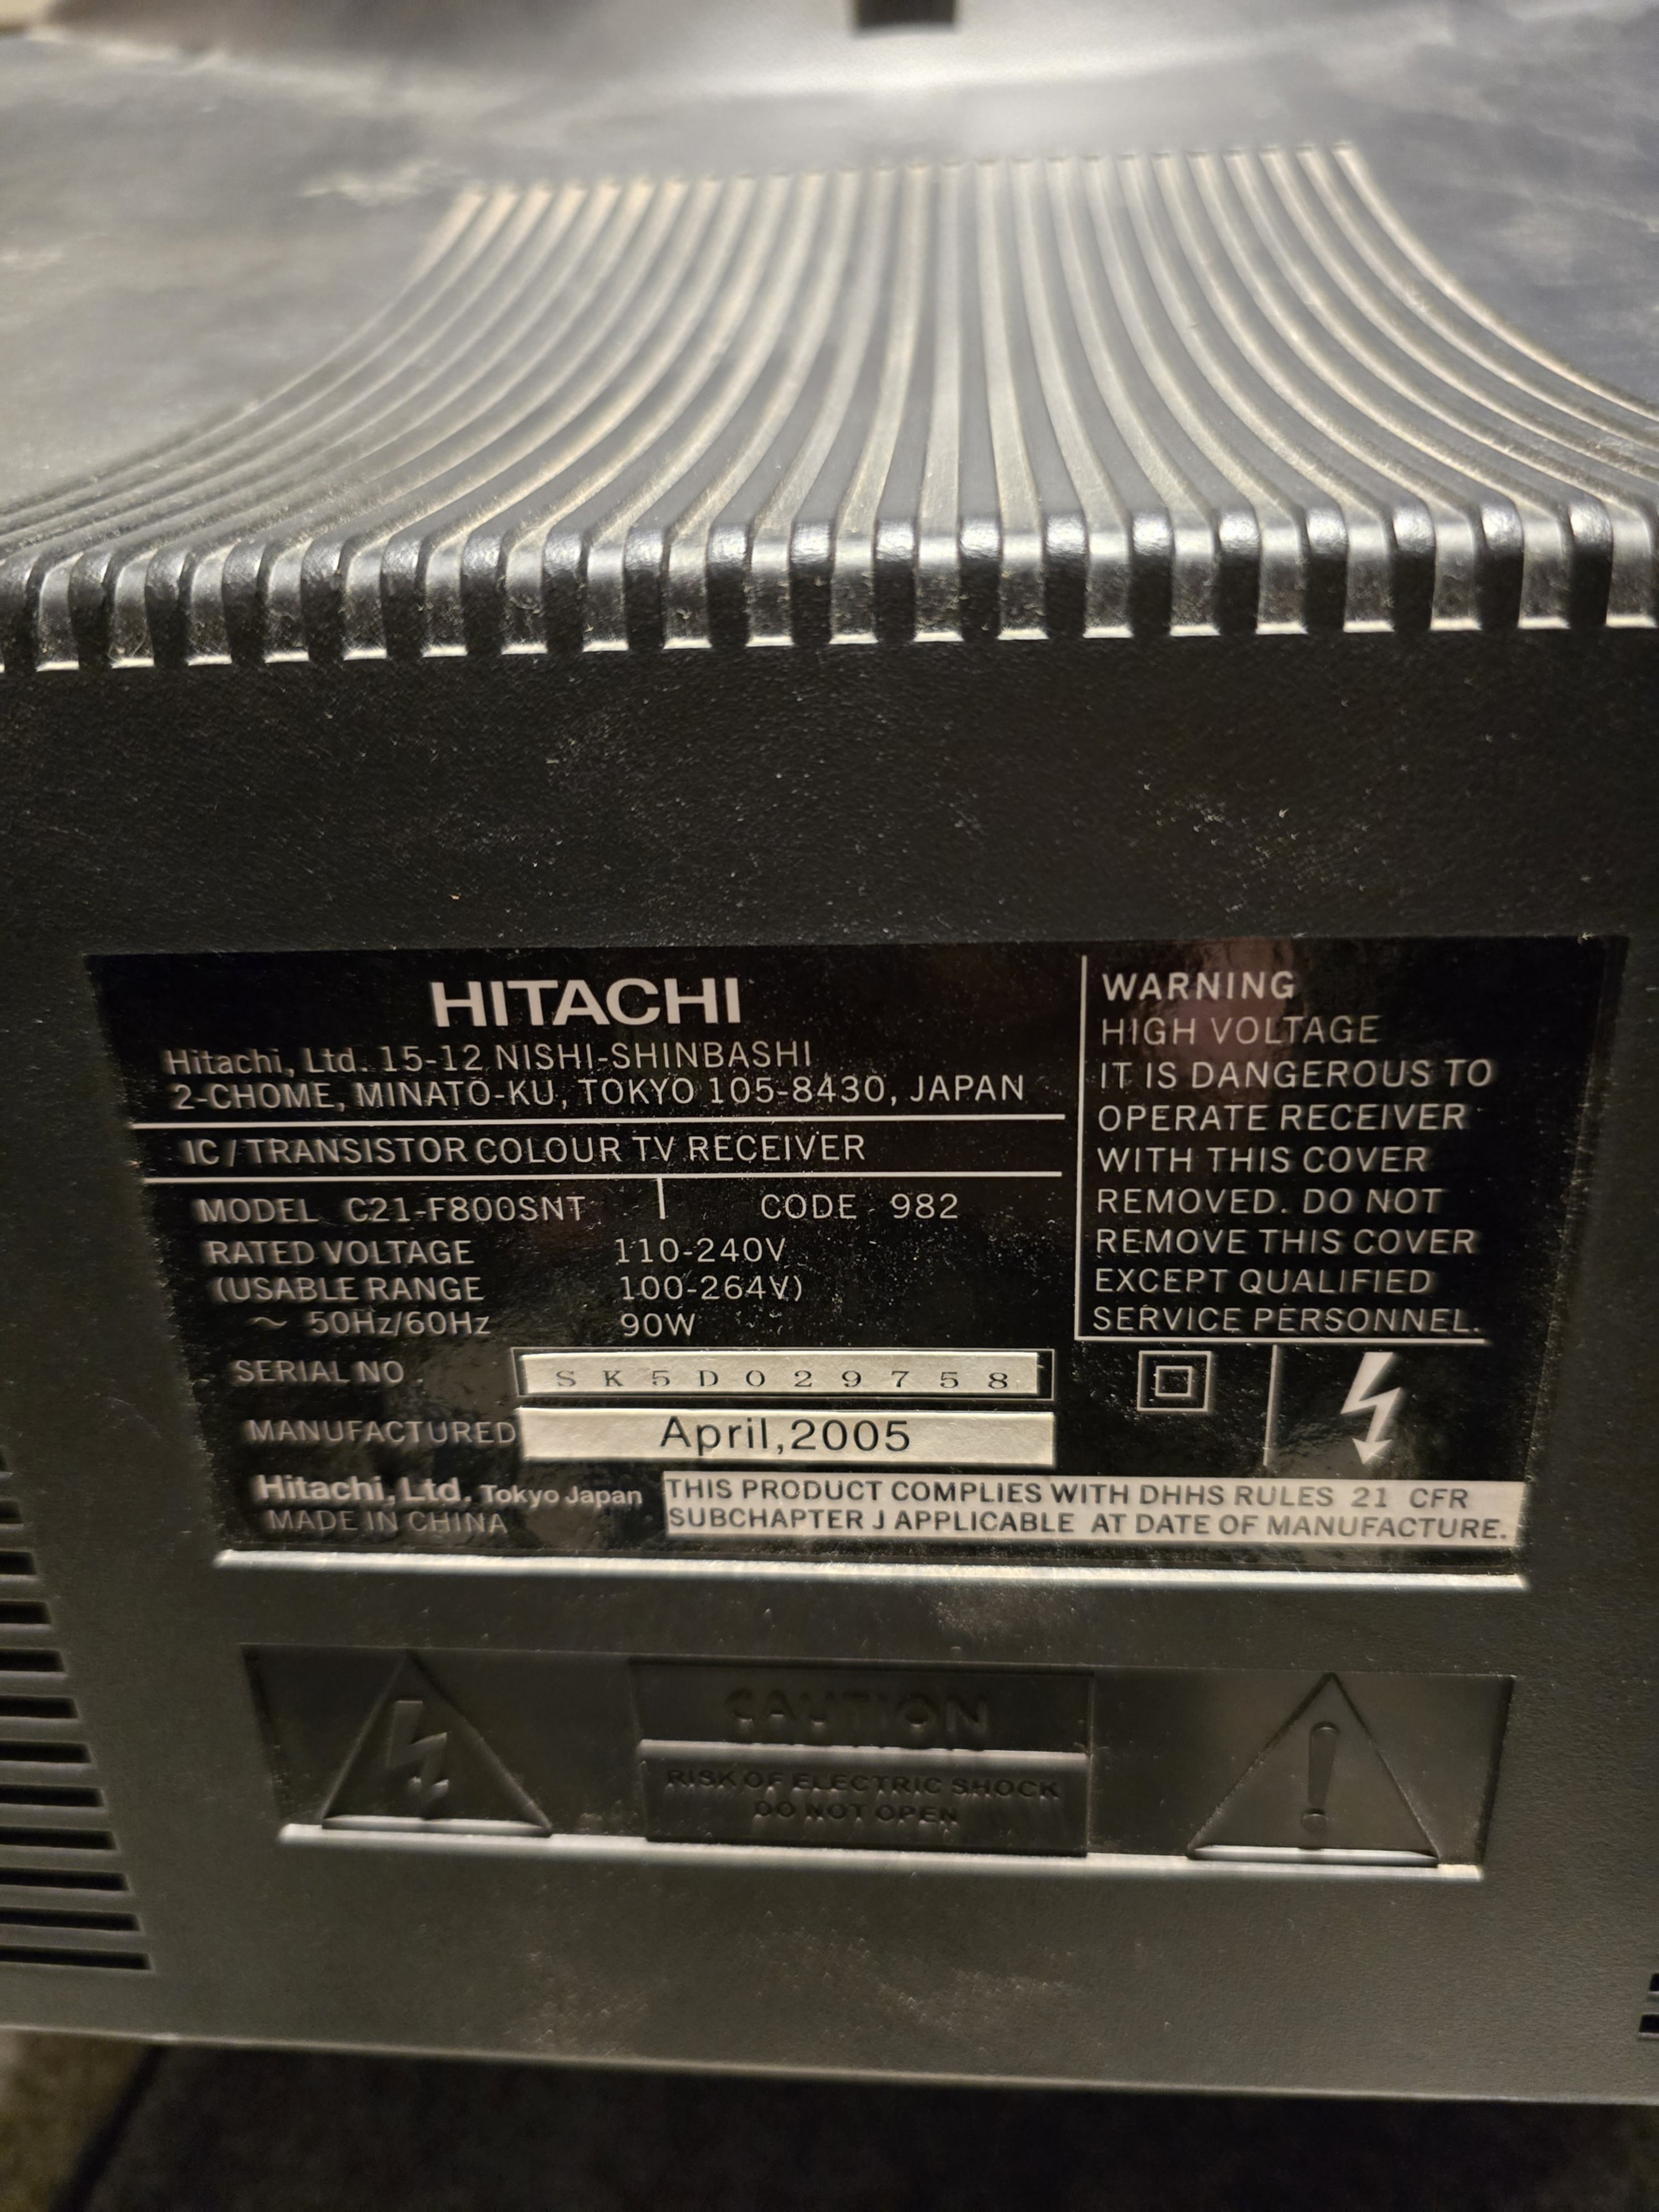 HITACHI
Hitachi, Ltd. 15-12 NISHI-SHINBASHI
2-CHOME, MINATO-KU, TOKYO 105-8430, JAPAN
IC/TRANSISTOR COLOUR TV RECEIVER
MODEL C21-F800SNT CODE 982
RATED VOLTAGE 110-240V
(USABLE RANGE 100-264V)
~ 50Hz/60Hz 90W
SERIAL NO. SK5D029758
MANUFACTURED April,2005
Hitachi, Ltd. Tokyo Japan
MADE IN CHINA
THIS PRODUCT COMPLIES WITH DHHS RULES 21 CFR
SUBCHAPTER J APPLICABLE AT DATE OF MANUFACTURE.
WARNING
HIGH VOLTAGE
IT IS DANGEROUS TO
OPERATE RECEIVER
WITH THIS COVER
REMOVED. DO NOT
REMOVE THIS COVER
EXCEPT QUALIFIED
SERVICE PERSONNEL.
CAUTION
RISK OF ELECTRIC SHOCK
DO NOT OPEN